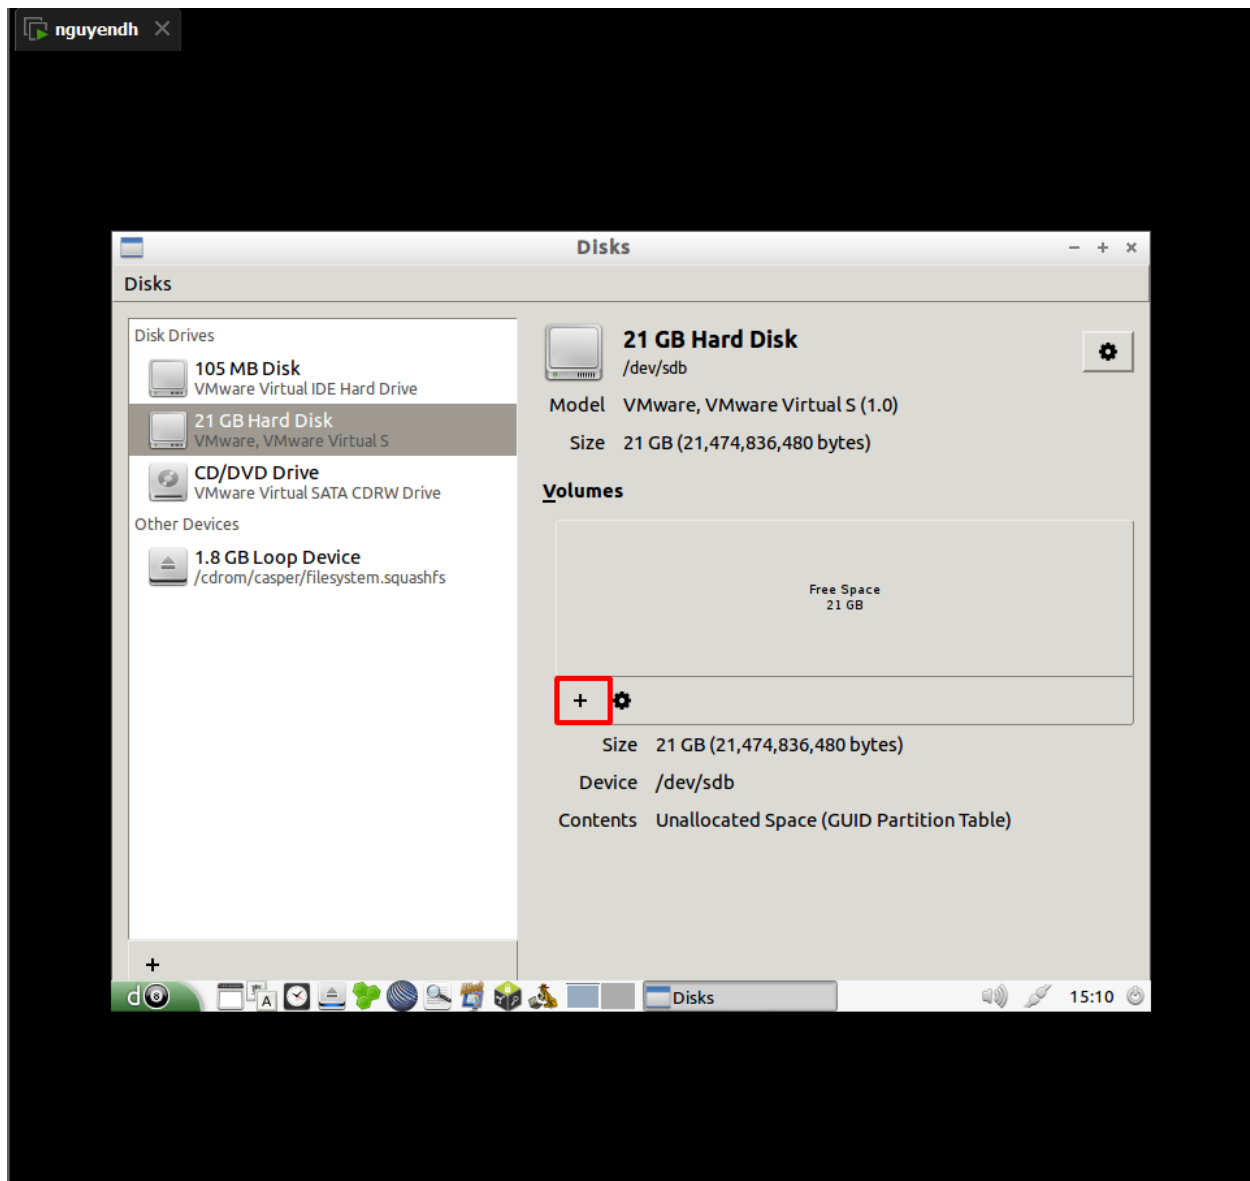 nguyendh
Disks
Disks
Disk Drives
105 MB Disk
VMware Virtual IDE Hard Drive
21 GB Hard Disk
VMware, VMware Virtual S
CD/DVD Drive
VMware Virtual SATA CDRW Drive
Other Devices
1.8 GB Loop Device
/cdrom/casper/filesystem.squashfs
21 GB Hard Disk
/dev/sdb
Model VMware, VMware Virtual S (1.0)
Size 21 GB (21,474,836,480 bytes)
Volumes
Free Space
21 GB
Size 21 GB (21,474,836,480 bytes)
Device /dev/sdb
Contents Unallocated Space (GUID Partition Table)
Disks
15:10